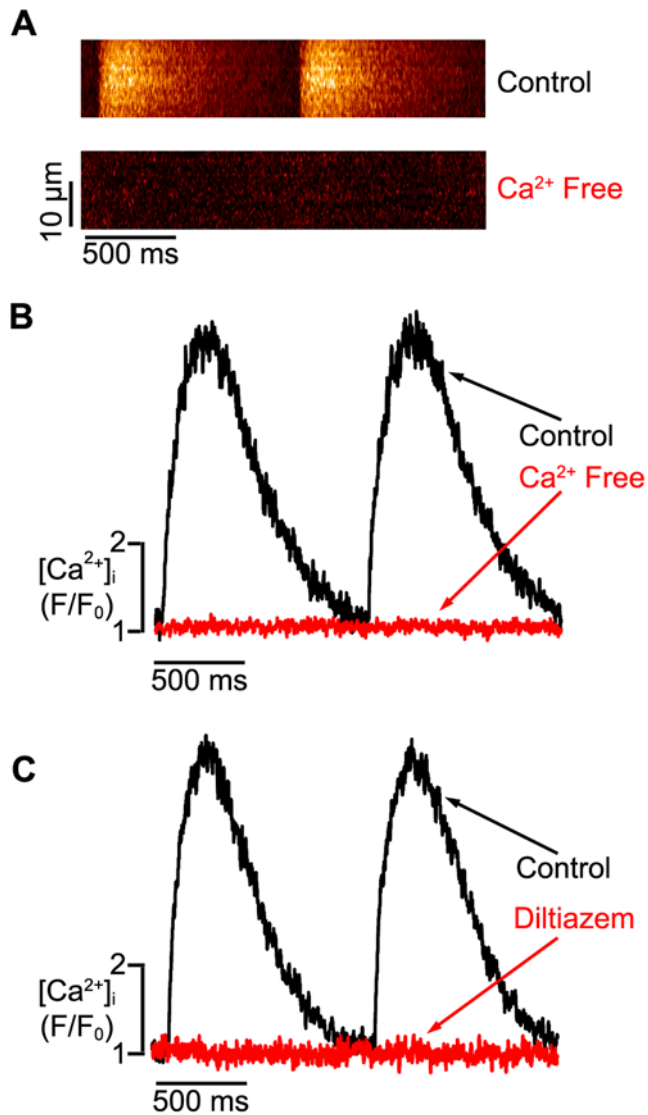 A
Control
Ca²⁺ Free
10 µm
500 ms
B
Control
Ca²⁺ Free
2
[Ca²⁺]ᵢ
(F/F₀)
1
500 ms
C
Control
Diltiazem
2
[Ca²⁺]ᵢ
(F/F₀)
1
500 ms